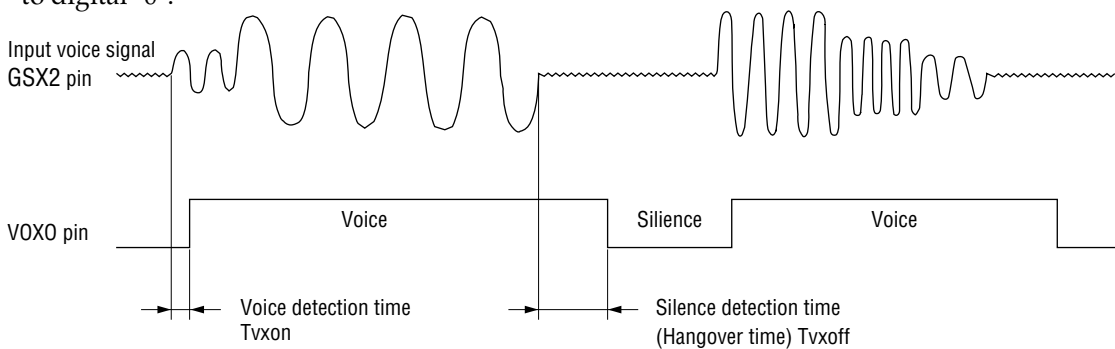 to digital "0".
Input voice signal
GSX2 pin
VOXO pin
Voice
Silience
Voice
Voice detection time
Tvxon
Silence detection time
(Hangover time) Tvxoff